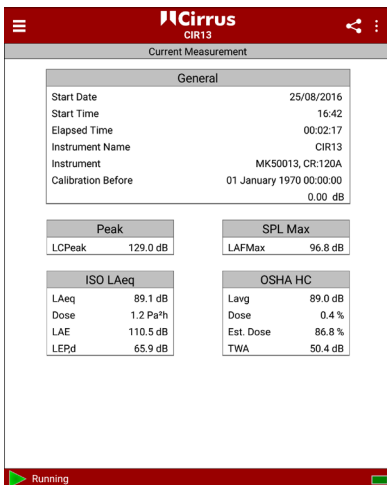 Cirrus
CIR13
Current Measurement
General
Start Date 25/08/2016
Start Time 16:42
Elapsed Time 00:02:17
Instrument Name CIR13
Instrument MK50013, CR:120A
Calibration Before 01 January 1970 00:00:00
0.00 dB
Peak
LCPeak 129.0 dB
SPL Max
LAFMax 96.8 dB
ISO LAeq
LAeq 89.1 dB
Dose 1.2 Pa²h
LAE 110.5 dB
LEP,d 65.9 dB
OSHA HC
Lavg 89.0 dB
Dose 0.4 %
Est. Dose 86.8 %
TWA 50.4 dB
Running